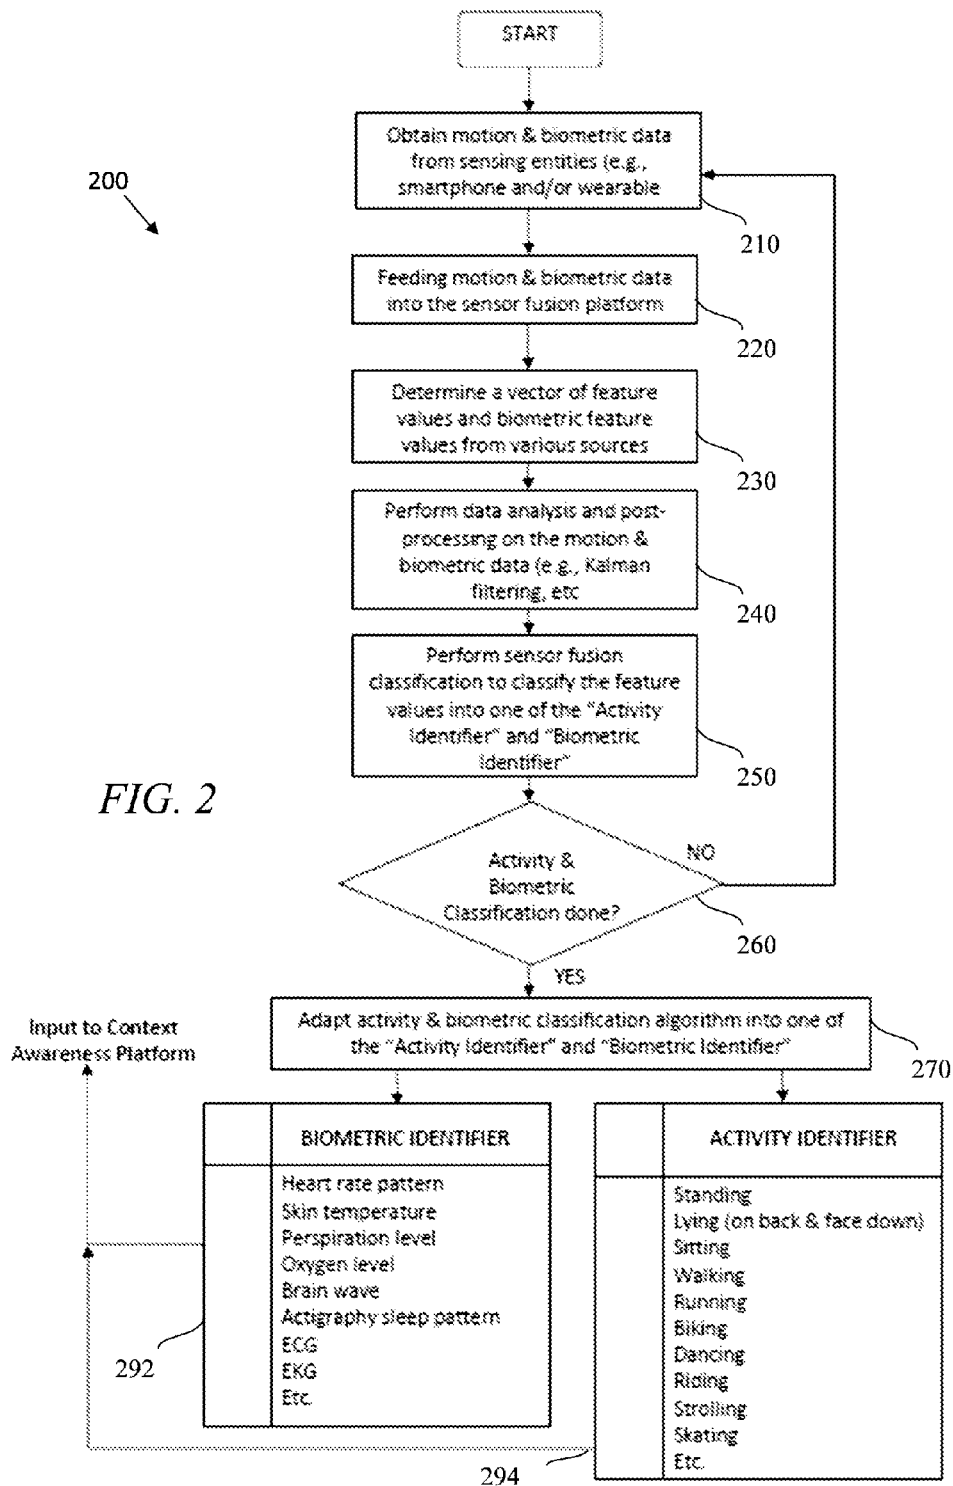 START
Obtain motion & biometric data
from sensing entities (e.g.,
smartphone and/or wearable
200
210
Feeding motion & biometric data
into the sensor fusion platform
220
Determine a vector of feature
values and biometric feature
values from various sources
230
Perform data analysis and post-
processing on the motion &
biometric data (e.g., Kalman
filtering, etc
240
Perform sensor fusion
classification to classify the feature
values into one of the "Activity
Identifier" and "Biometric
Identifier"
250
FIG. 2
Activity &
Biometric
Classification done?
NO
260
YES
Adapt activity & biometric classification algorithm into one of
the "Activity Identifier" and "Biometric Identifier"
270
Input to Context
Awareness Platform
BIOMETRIC IDENTIFIER
Heart rate pattern
Skin temperature
Perspiration level
Oxygen level
Brain wave
Actigraphy sleep pattern
ECG
EKG
Etc.
292
ACTIVITY IDENTIFIER
Standing
Lying (on back & face down)
Sitting
Walking
Running
Biking
Dancing
Riding
Strolling
Skating
Etc.
294